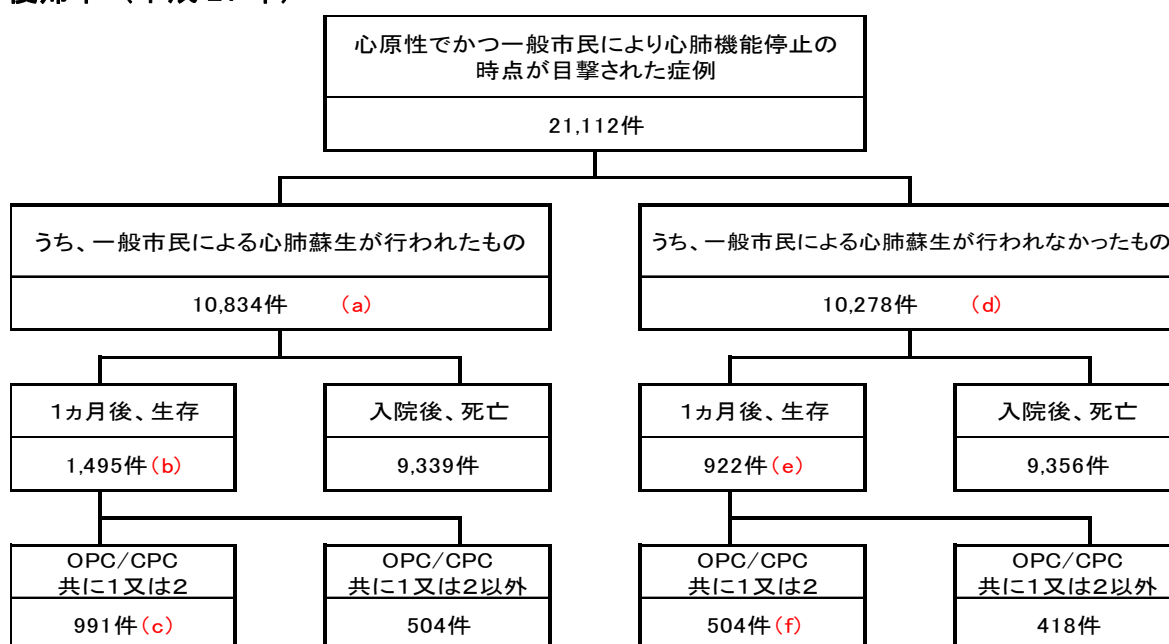 心原性でかつ一般市民により心肺機能停止の
時点が目撃された症例
21,112件
うち、一般市民による心肺蘇生が行われたもの
10,834件 (a)
うち、一般市民による心肺蘇生が行われなかったもの
10,278件 (d)
1ヵ月後、生存
1,495件(b)
入院後、死亡
9,339件
1ヵ月後、生存
922件(e)
入院後、死亡
9,356件
OPC/CPC
共に1又は2
991件(c)
OPC/CPC
共に1又は2以外
504件
OPC/CPC
共に1又は2
504件(f)
OPC/CPC
共に1又は2以外
418件